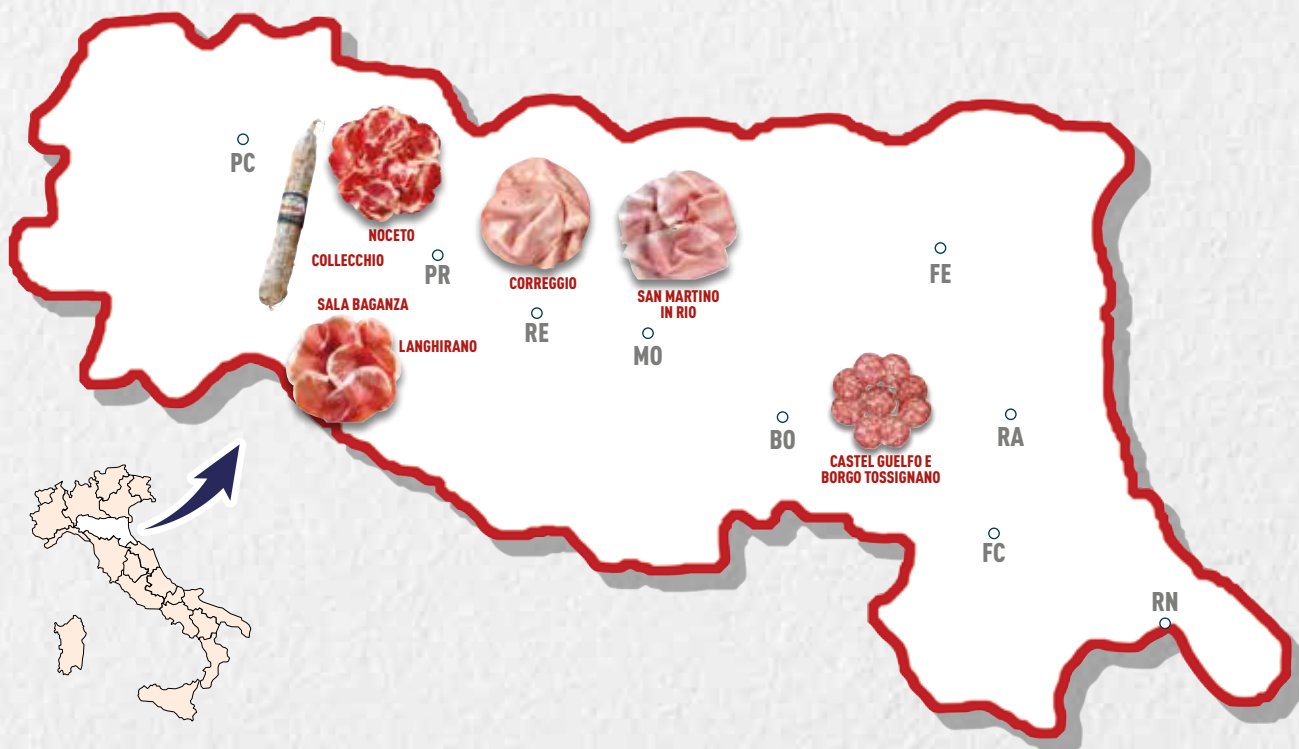 PC
NOCETO
COLLECCHIO
PR
SALA BAGANZA
LANGHIRANO
CORREGGIO
RE
SAN MARTINO
IN RIO
MO
FE
BO
CASTEL GUELFO E
BORGO TOSSIGNANO
RA
FC
RN